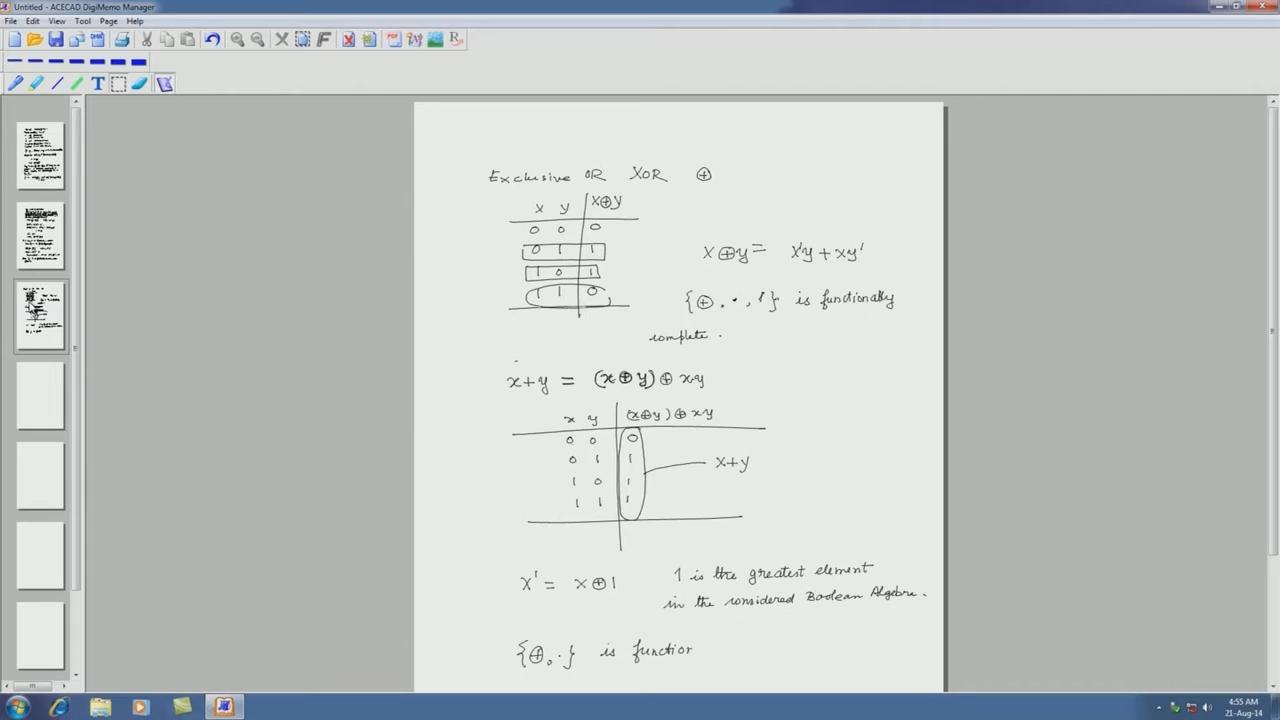 Untitled - ACECAD DigiMemo Manager
File Edit View Tool Page Help
Exclusive OR XOR ⊕
x y x⊕y
0 0 0
0 1 1
1 0 1
1 1 0
x⊕y = x'y + xy'
{⊕, ·, 1} is functionally
complete.
x+y = (x⊕y)⊕xy
x y (x⊕y)⊕xy
0 0 0
0 1 1
1 0 1
1 1 1
x+y
x' = x⊕1
1 is the greatest element
in the considered Boolean Algebra.
{⊕, ·} is function
4:55 AM
21-Aug-14